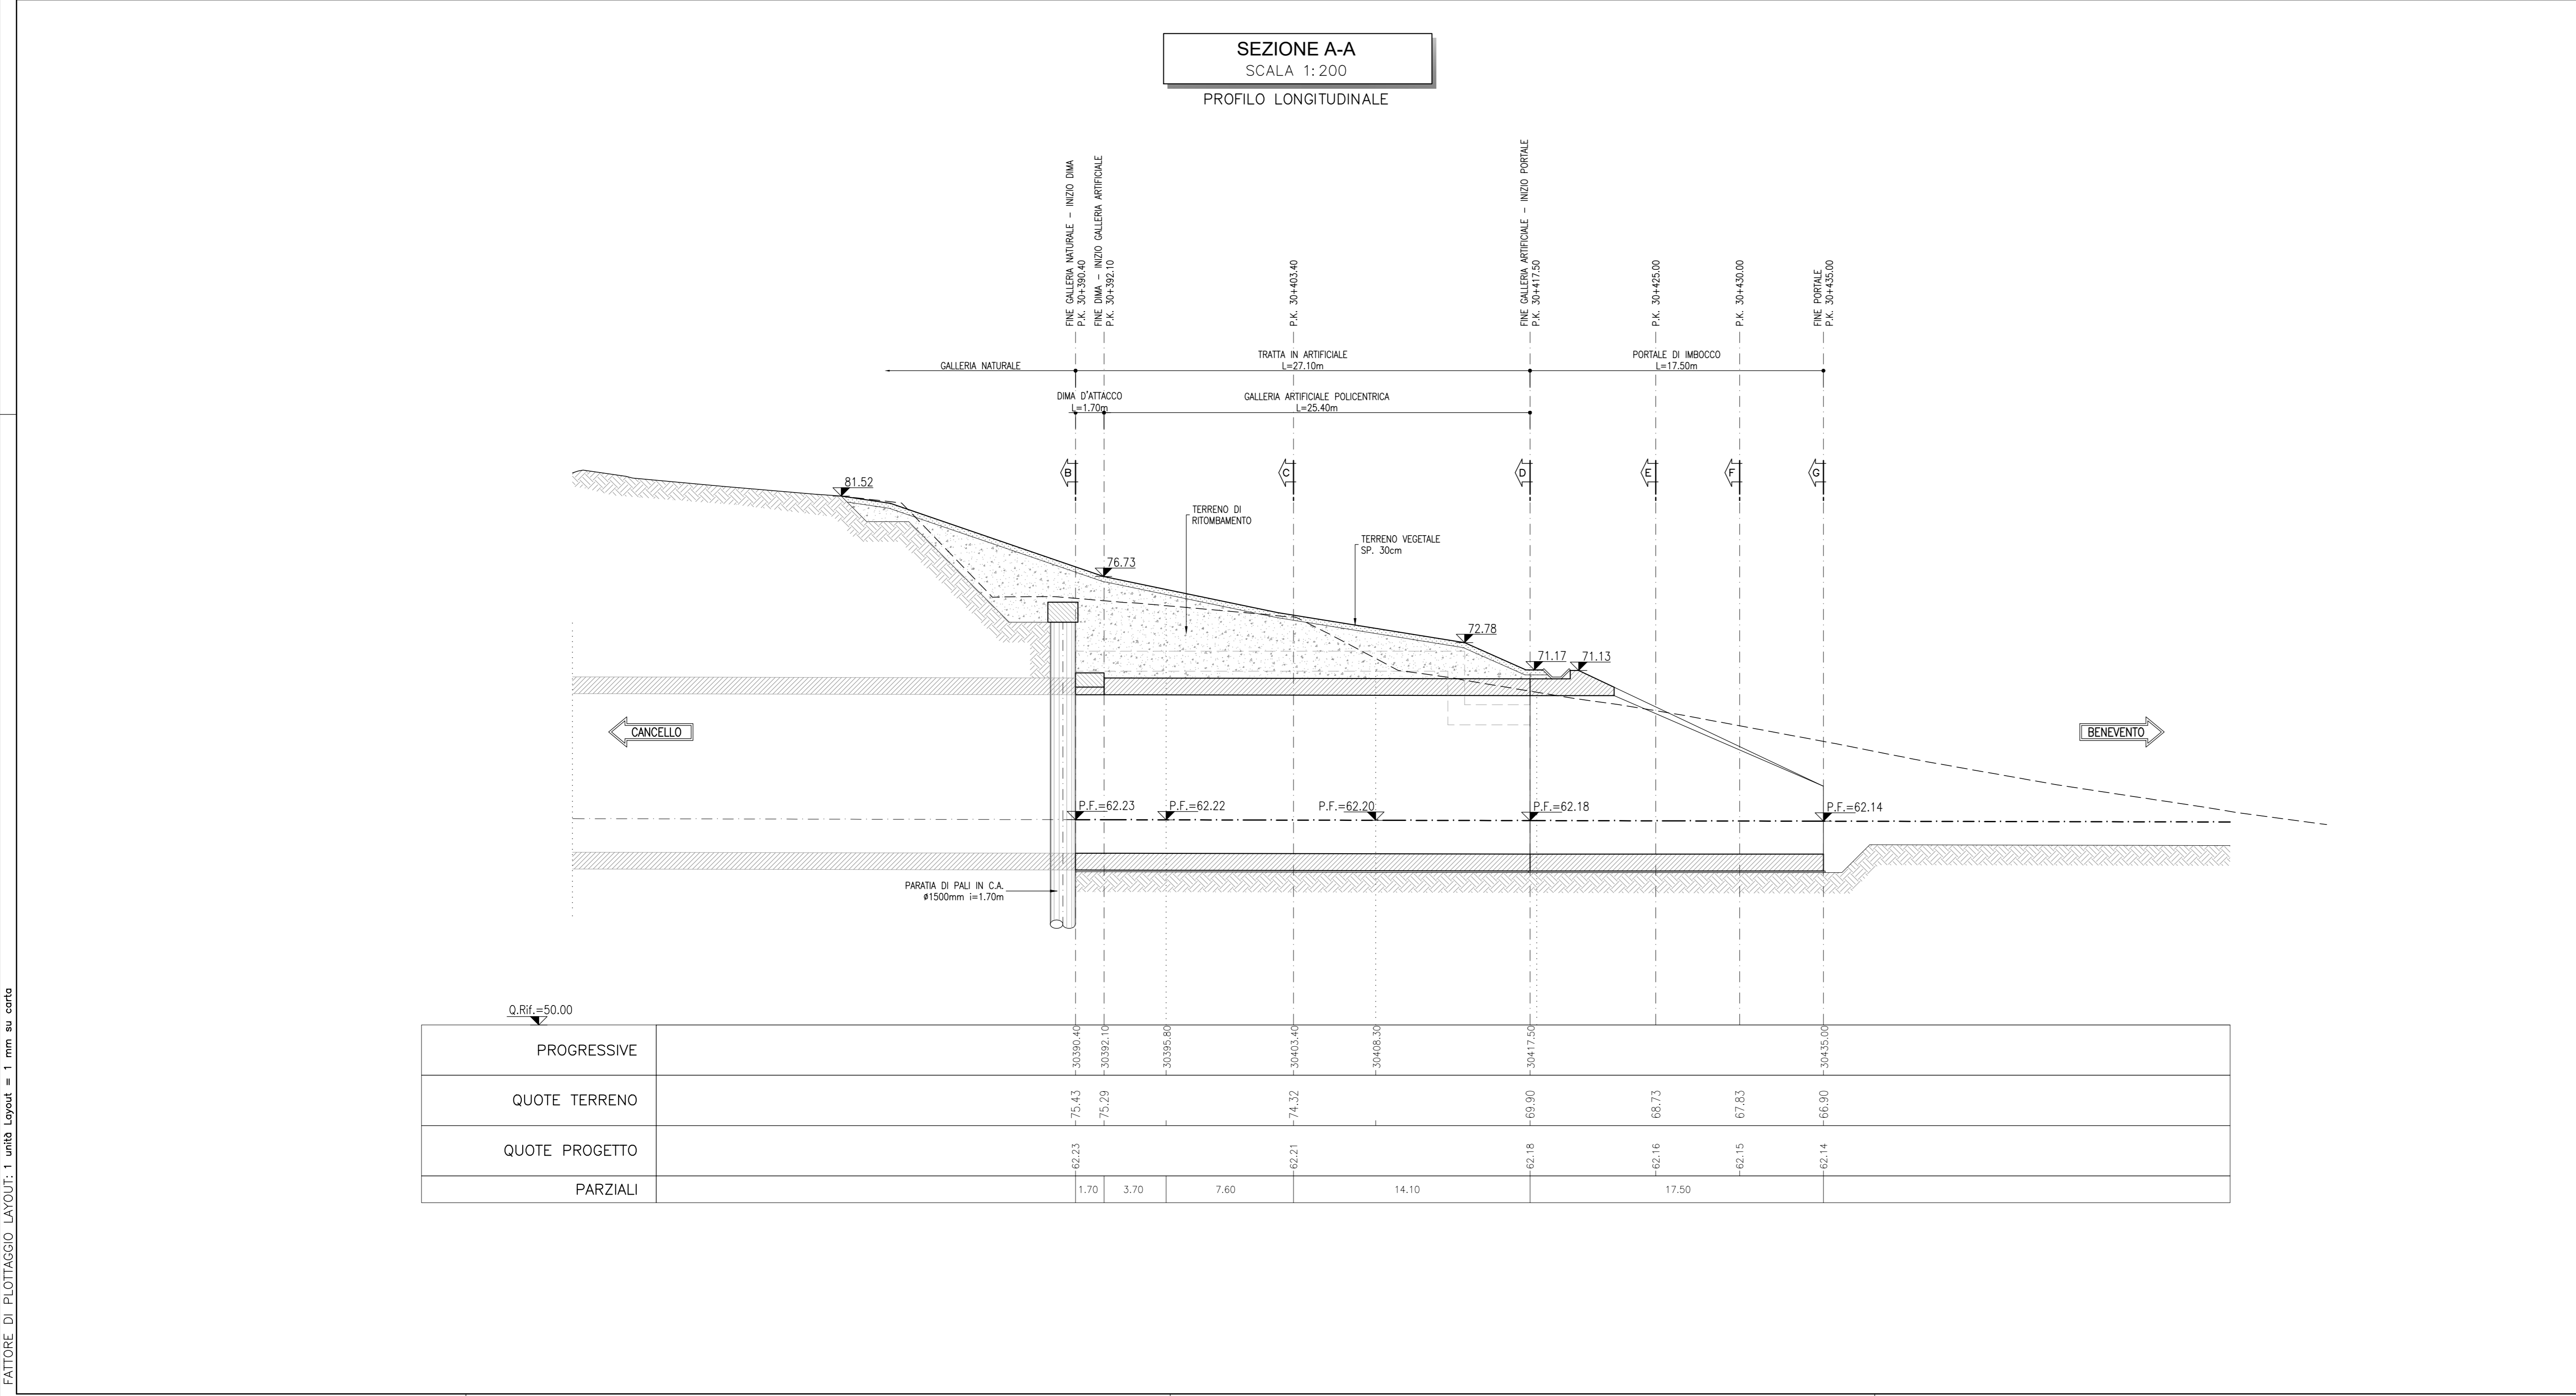 SEZIONE A-A
SCALA 1:200
PROFILO LONGITUDINALE
FINE GALLERIA NATURALE - INIZIO DIMA
P.K. 30+390.40
FINE DIMA - INIZIO GALLERIA ARTIFICIALE
P.K. 30+392.10
P.K. 30+403.40
FINE GALLERIA ARTIFICIALE - INIZIO PORTALE
P.K. 30+417.50
P.K. 30+425.00
P.K. 30+430.00
FINE PORTALE
P.K. 30+435.00
GALLERIA NATURALE
TRATTA IN ARTIFICIALE
L=27.10m
PORTALE DI IMBOCCO
L=17.50m
DIMA D'ATTACCO
L=1.70m
GALLERIA ARTIFICIALE POLICENTRICA
L=25.40m
B
C
D
E
F
G
81.52
TERRENO DI
RITOMBAMENTO
TERRENO VEGETALE
SP. 30cm
76.73
72.78
71.17
71.13
CANCELLO
BENEVENTO
P.F.=62.23
P.F.=62.22
P.F.=62.20
P.F.=62.18
P.F.=62.14
PARATIA DI PALI IN C.A.
Ø1500mm i=1.70m
Q.Rif.=50.00
PROGRESSIVE
30390.40
30392.10
30395.80
30403.40
30408.30
30417.50
30435.00
QUOTE TERRENO
75.43
75.29
74.32
69.90
68.73
67.83
66.90
QUOTE PROGETTO
62.23
62.21
62.18
62.16
62.15
62.14
PARZIALI
1.70
3.70
7.60
14.10
17.50
FATTORE DI PLOTTAGGIO LAYOUT: 1 unità Layout = 1 mm su carta